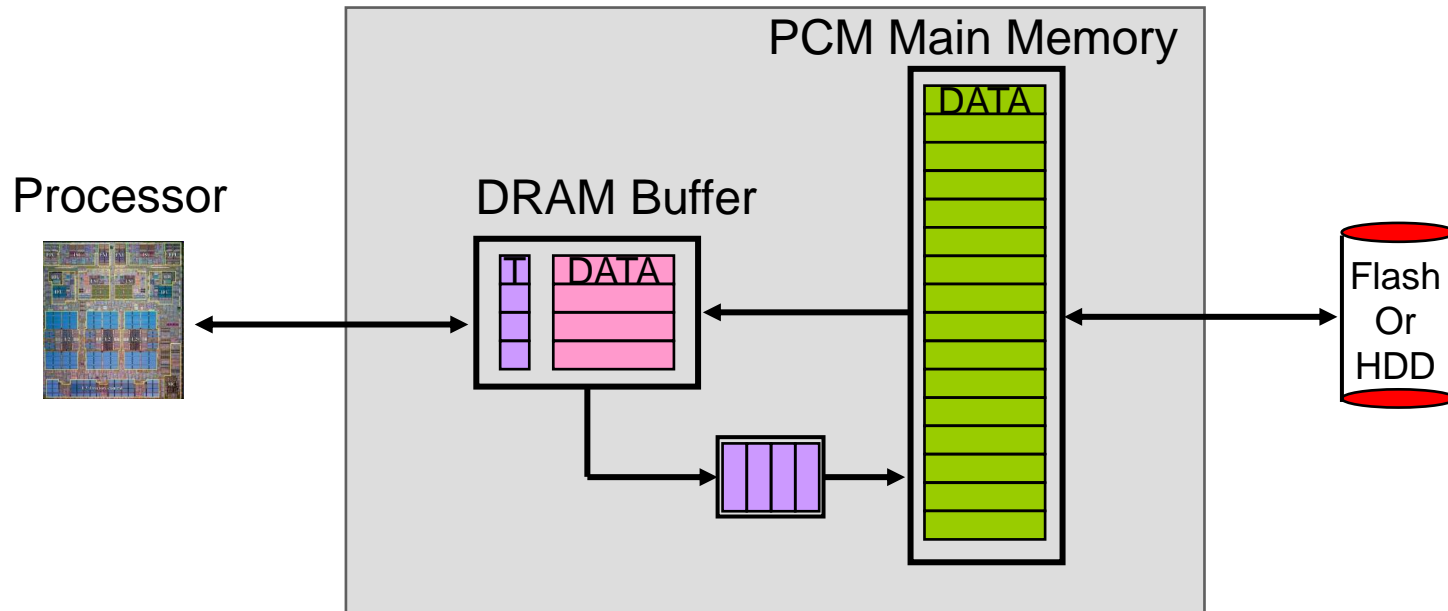 PCM Main Memory
DATA
Processor
DRAM Buffer
T
DATA
Flash
Or
HDD